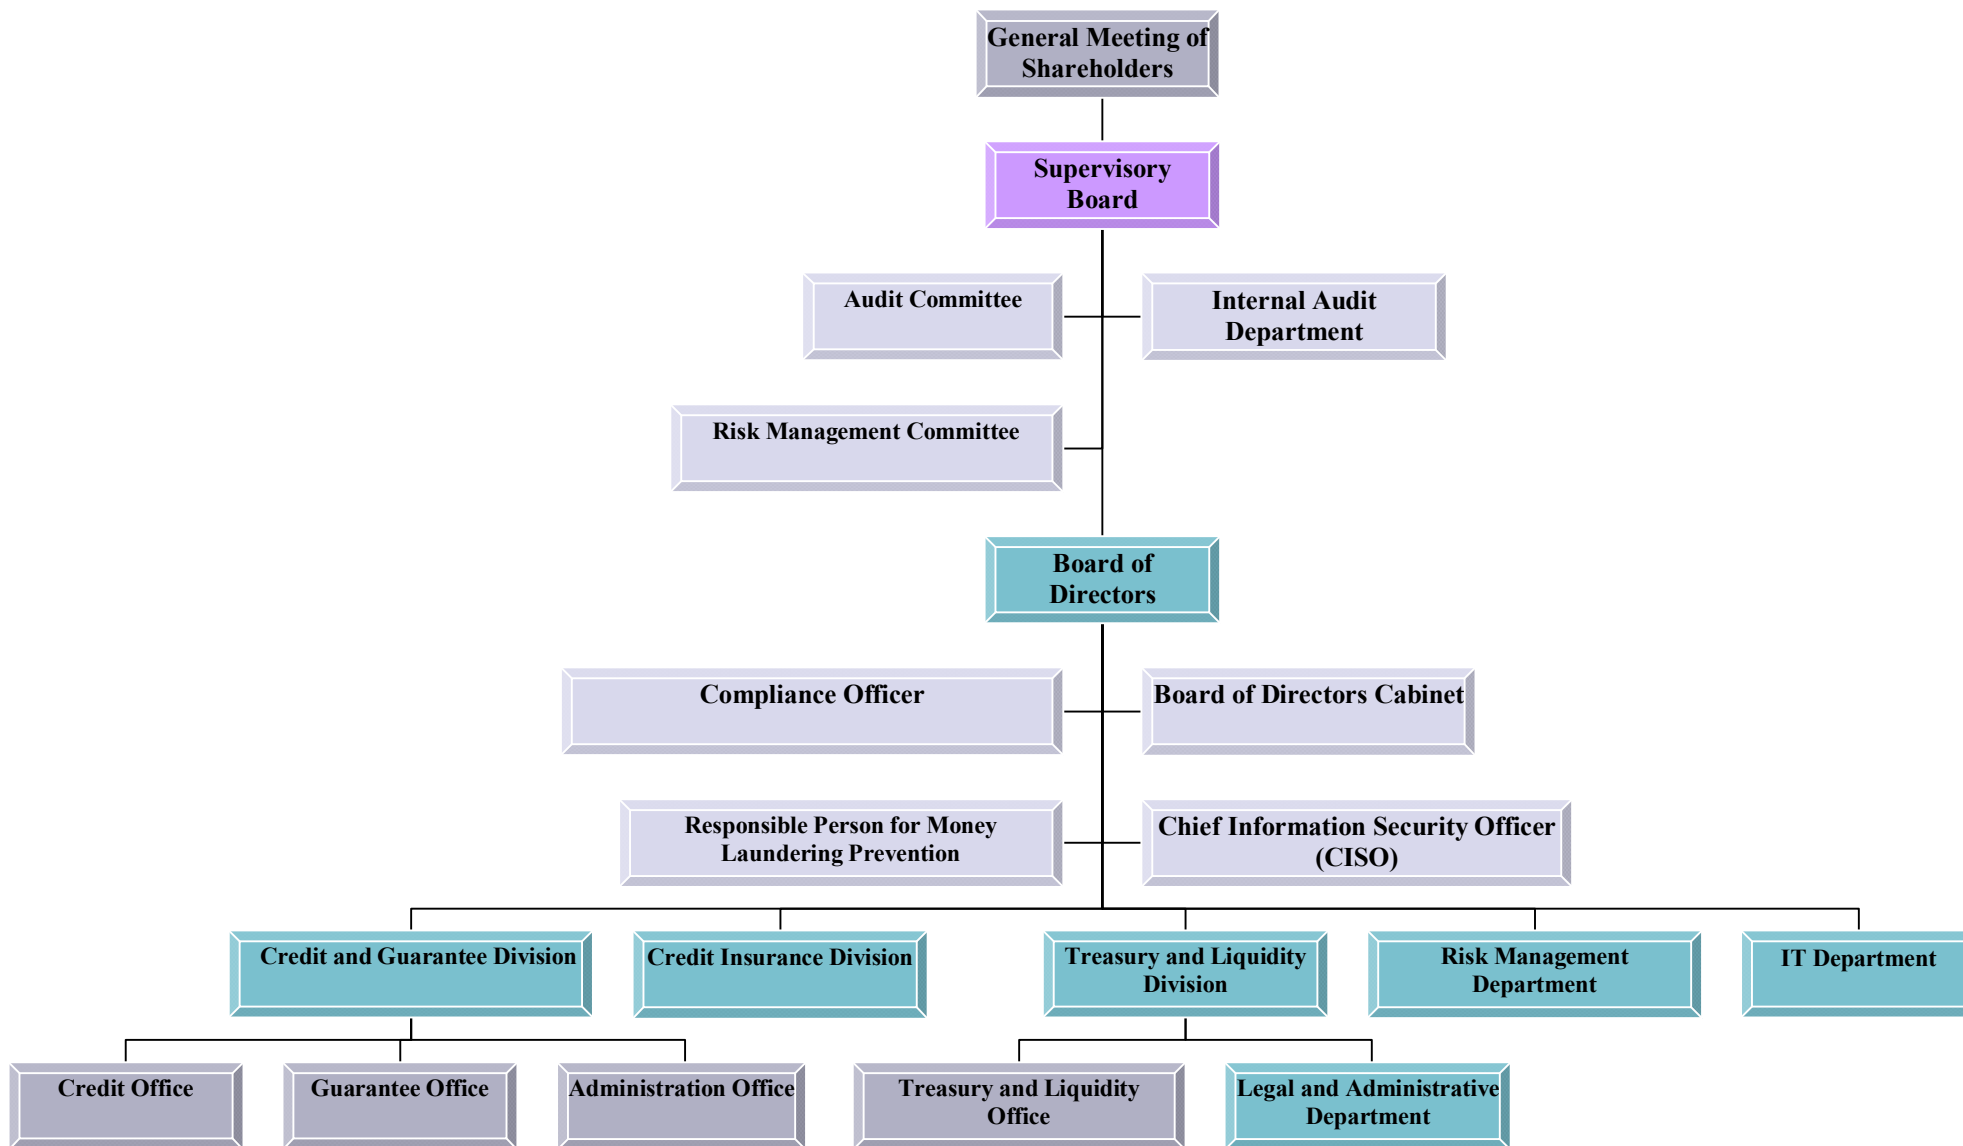 General Meeting of
Shareholders
Supervisory
Board
Audit Committee
Internal Audit
Department
Risk Management Committee
Board of
Directors
Compliance Officer
Board of Directors Cabinet
Responsible Person for Money
Laundering Prevention
Chief Information Security Officer
(CISO)
Credit and Guarantee Division
Credit Insurance Division
Treasury and Liquidity
Division
Risk Management
Department
IT Department
Credit Office
Guarantee Office
Administration Office
Treasury and Liquidity
Office
Legal and Administrative
Department